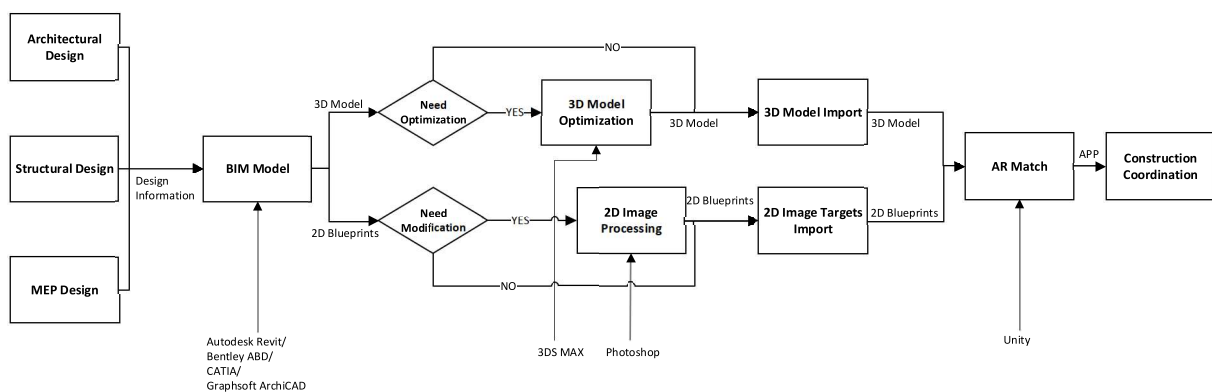 Architectural
Design
Structural Design
MEP Design
Design
Information
BIM Model
Autodesk Revit/
Bentley ABD/
CATIA/
Graphsoft ArchiCAD
3D Model
2D Blueprints
Need
Optimization
NO
YES
3D Model
Optimization
3D Model
3D Model Import
3D Model
Need
Modification
YES
NO
2D Image
Processing
2D Blueprints
2D Image Targets
Import
2D Blueprints
3DS MAX
Photoshop
AR Match
Unity
APP
Construction
Coordination